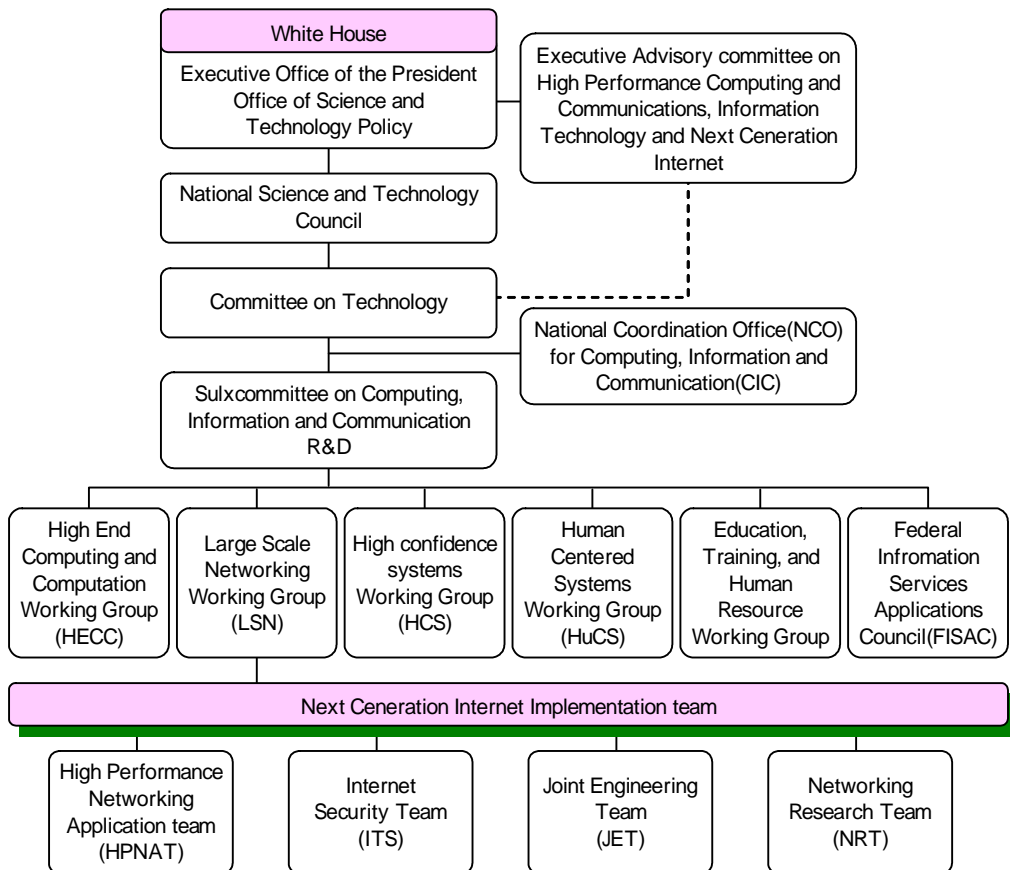 White House
Executive Office of the President
Office of Science and
Technology Policy
Executive Advisory committee on
High Performance Computing and
Communications, Information
Technology and Next Ceneration
Internet
National Science and Technology
Council
Committee on Technology
National Coordination Office(NCO)
for Computing, Information and
Communication(CIC)
Sulxcommittee on Computing,
Information and Communication
R&D
High End
Computing and
Computation
Working Group
(HECC)
Large Scale
Networking
Working Group
(LSN)
High confidence
systems
Working Group
(HCS)
Human
Centered
Systems
Working Group
(HuCS)
Education,
Training, and
Human
Resource
Working Group
Federal
Infromation
Services
Applications
Council(FISAC)
Next Ceneration Internet Implementation team
High Performance
Networking
Application team
(HPNAT)
Internet
Security Team
(ITS)
Joint Engineering
Team
(JET)
Networking
Research Team
(NRT)